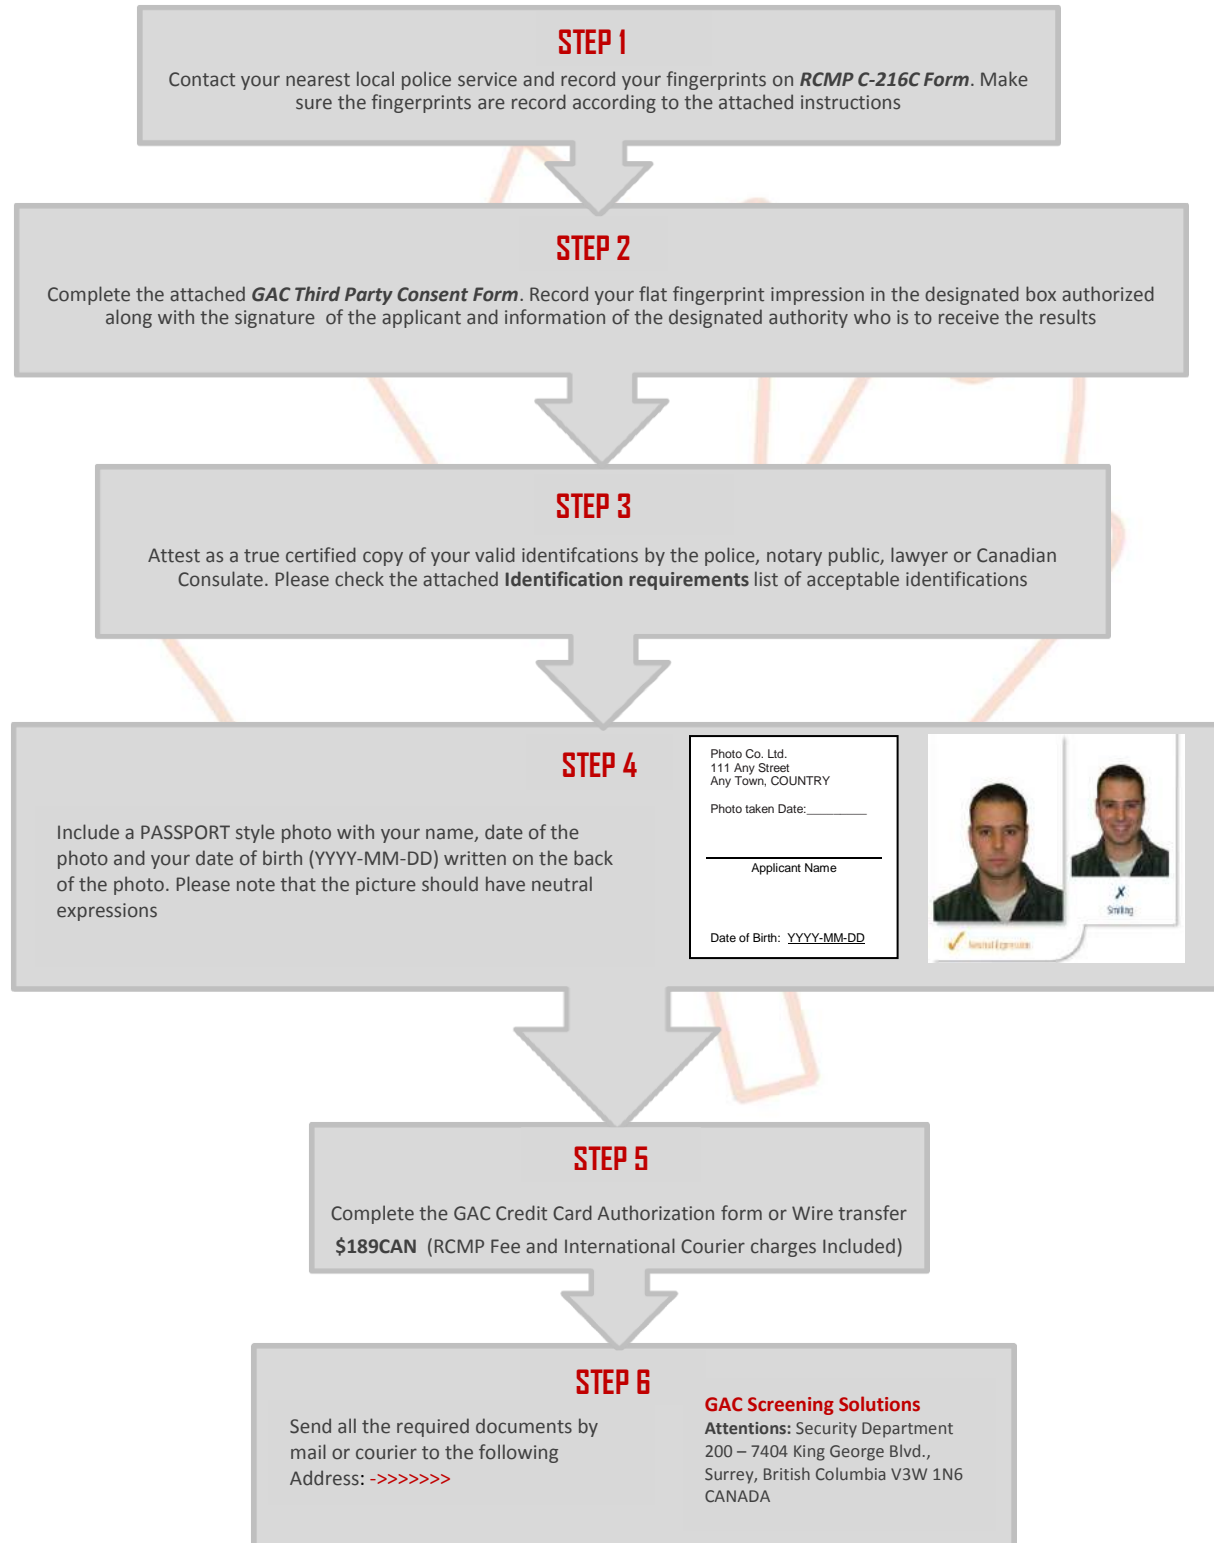 STEP 1
Contact your nearest local police service and record your fingerprints on RCMP C-216C Form. Make
sure the fingerprints are record according to the attached instructions
STEP 2
Complete the attached GAC Third Party Consent Form. Record your flat fingerprint impression in the designated box authorized
along with the signature of the applicant and information of the designated authority who is to receive the results
STEP 3
Attest as a true certified copy of your valid identifcations by the police, notary public, lawyer or Canadian
Consulate. Please check the attached Identification requirements list of acceptable identifications
STEP 4
Include a PASSPORT style photo with your name, date of the
photo and your date of birth (YYYY-MM-DD) written on the back
of the photo. Please note that the picture should have neutral
expressions
Photo Co. Ltd.
111 Any Street
Any Town, COUNTRY
Photo taken Date:_________
Applicant Name
Date of Birth: YYYY-MM-DD
✓ Neutral Expression
✗
Smiling
STEP 5
Complete the GAC Credit Card Authorization form or Wire transfer
$189CAN (RCMP Fee and International Courier charges Included)
STEP 6
Send all the required documents by
mail or courier to the following
Address: ->>>>>>>
GAC Screening Solutions
Attentions: Security Department
200 – 7404 King George Blvd.,
Surrey, British Columbia V3W 1N6
CANADA